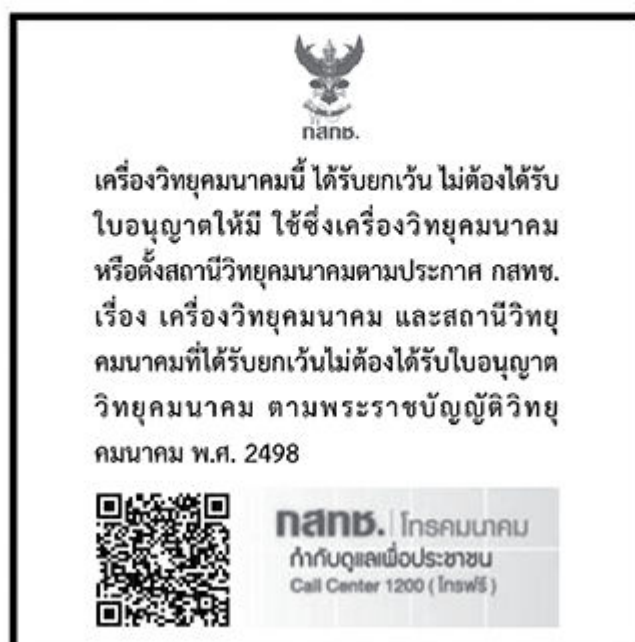 กสทช.
เครื่องวิทยุคมนาคมนี้ ได้รับยกเว้น ไม่ต้องได้รับ
ใบอนุญาตให้มี ใช้ซึ่งเครื่องวิทยุคมนาคม
หรือตั้งสถานีวิทยุคมนาคมตามประกาศ กสทช.
เรื่อง เครื่องวิทยุคมนาคม และสถานีวิทยุ
คมนาคมที่ได้รับยกเว้นไม่ต้องได้รับใบอนุญาต
วิทยุคมนาคม ตามพระราชบัญญัติวิทยุ
คมนาคม พ.ศ. 2498
กสทช. | โทรคมนาคม
กำกับดูแลเพื่อประชาชน
Call Center 1200 ( โทรฟรี )